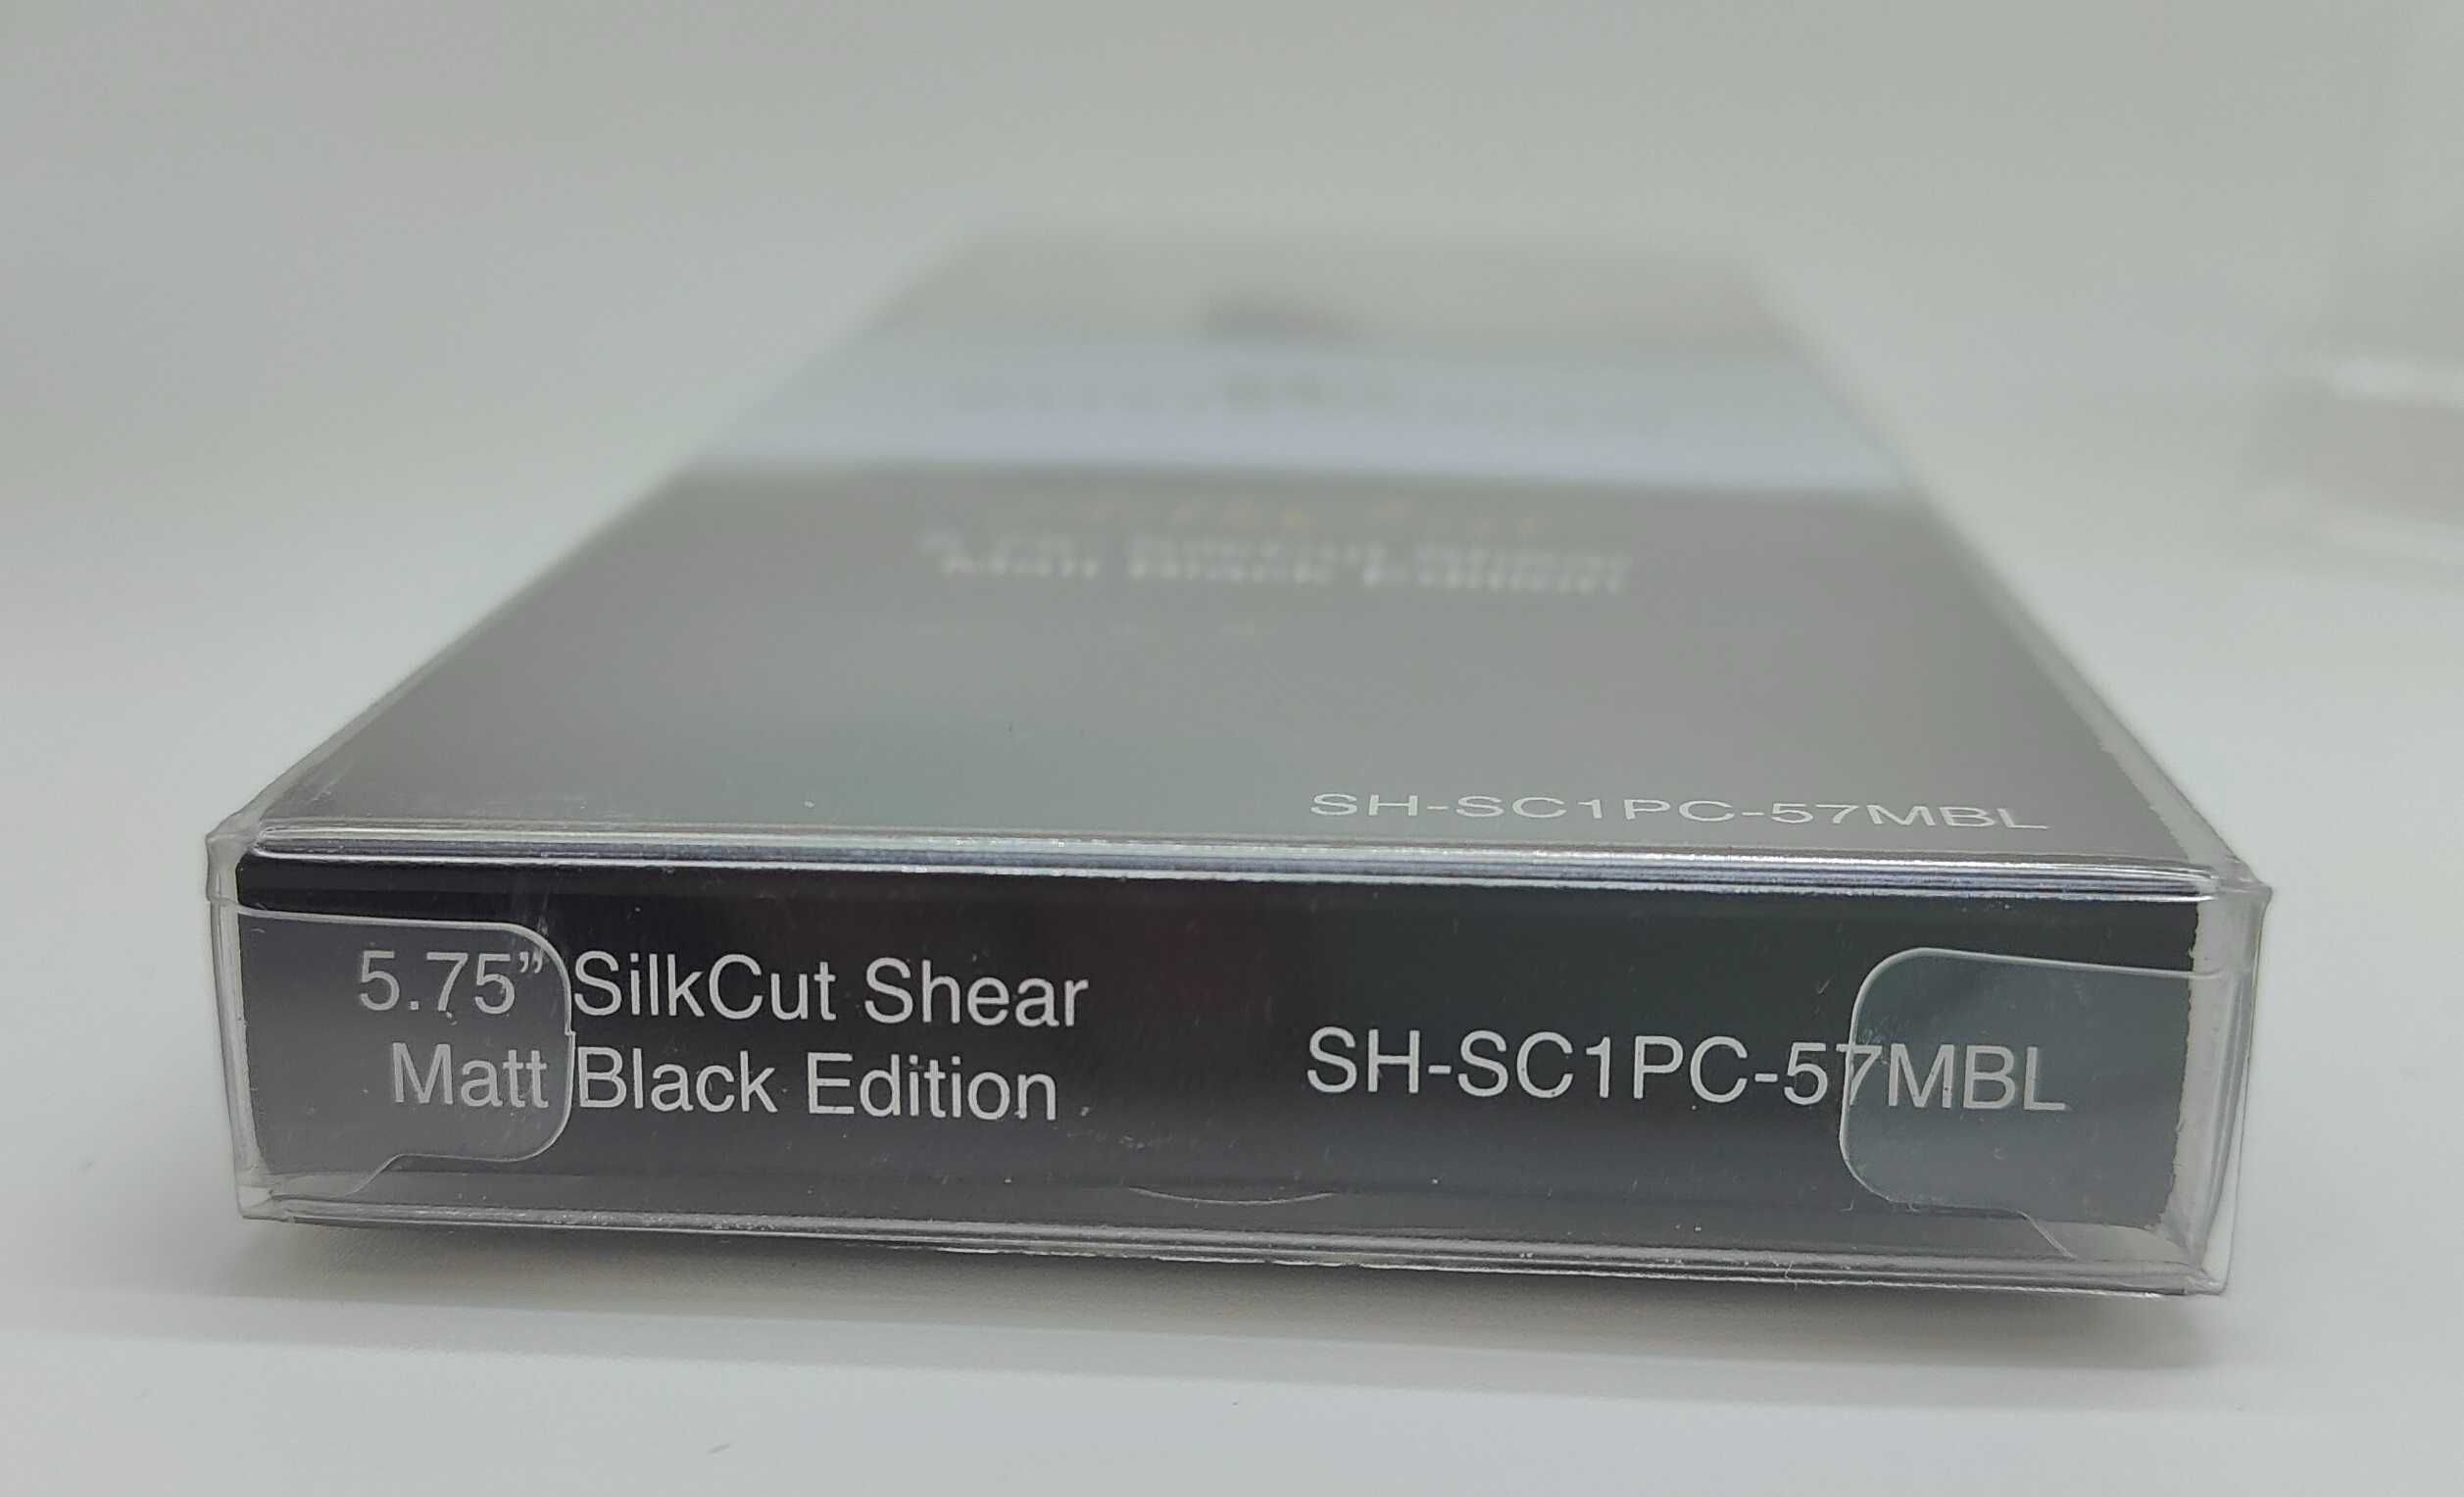 SH-SC1PC-57MBL
5.75” SilkCut Shear
Matt Black Edition
SH-SC1PC-57MBL